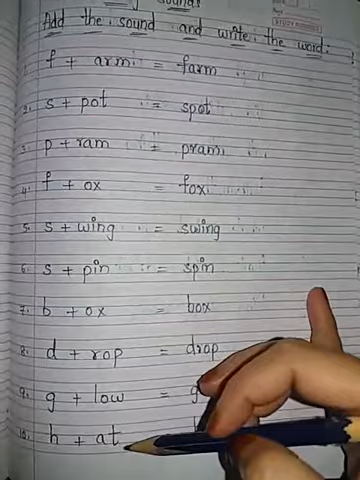 sounds
Add the sound and write the word:
f + arm = farm
2. s + pot = spot
3. p + ram = pram
4. f + ox = fox
5. s + wing = swing
6. s + pin = spin
7. b + ox = box
8. d + rop = drop
9. g + low = g
10. h + at